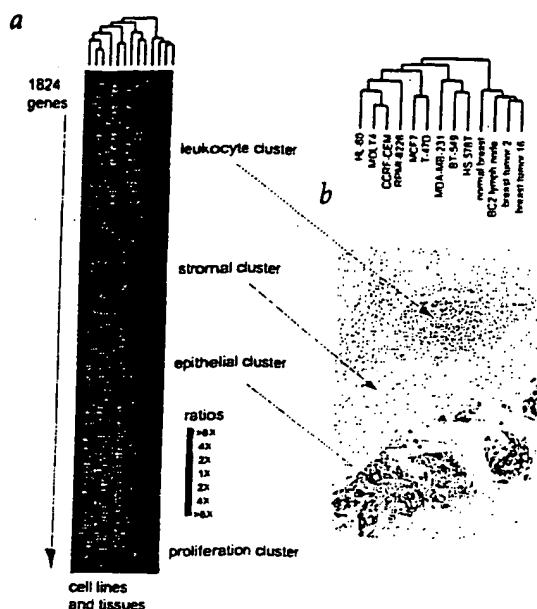 a
1824
genes
leukocyte cluster
stromal cluster
epithelial cluster
ratios
>8X
4X
2X
1X
2X
4X
>8X
proliferation cluster
cell lines
and tissues
HL-60
MOLT4
CCRF-CEM
RPMI-8226
MCF7
T-47D
MDA-MB-231
BT-549
HS 578T
normal breast
BC2 lymph node
breast tumor 2
breast tumor 16
b